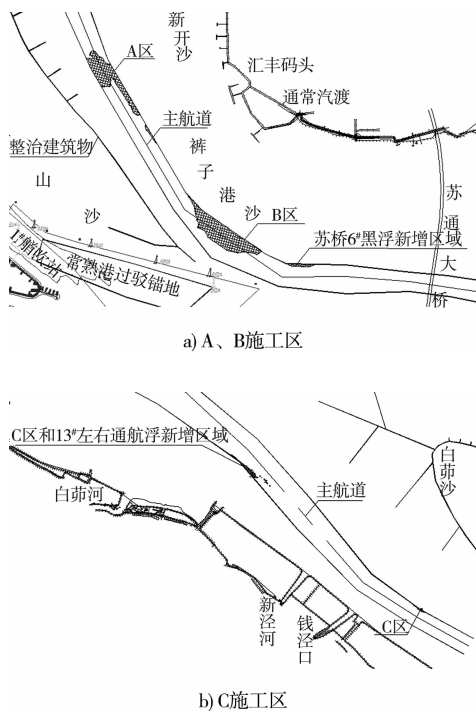 新开沙
A区
汇丰码头
通常汽渡
主航道
整治建筑物
裤子港沙
B区
苏通大桥
山沙
苏桥6#黑浮新增区域
常熟港过驳锚地
a) A、B施工区
C区和13#左右通航浮新增区域
白茆河
主航道
白茆沙
新泾河
钱泾口
C区
b) C施工区